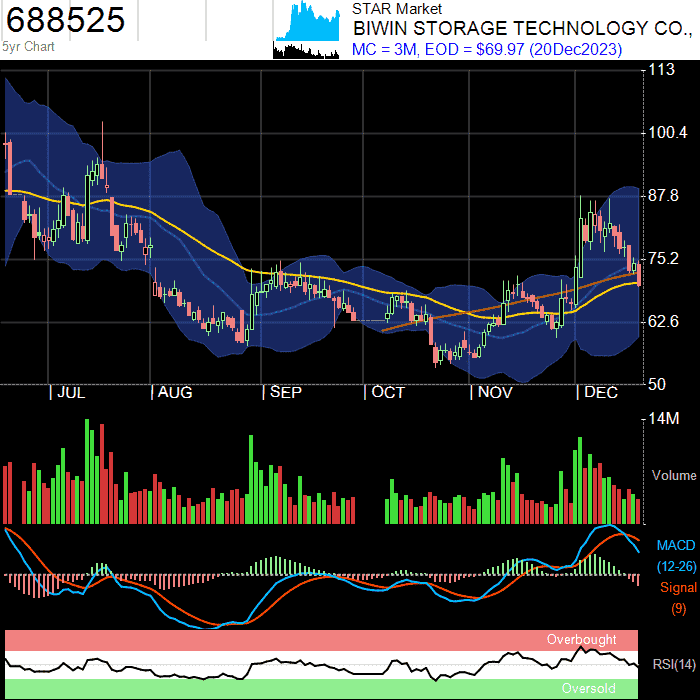 688525
5yr Chart
STAR Market
BIWIN STORAGE TECHNOLOGY CO.,
MC = 3M, EOD = $69.97 (20Dec2023)
113
100.4
87.8
75.2
62.6
50
| JUL | AUG | SEP | OCT | NOV | DEC
14M
Volume
MACD
(12-26)
Signal
(9)
Overbought
RSI(14)
Oversold